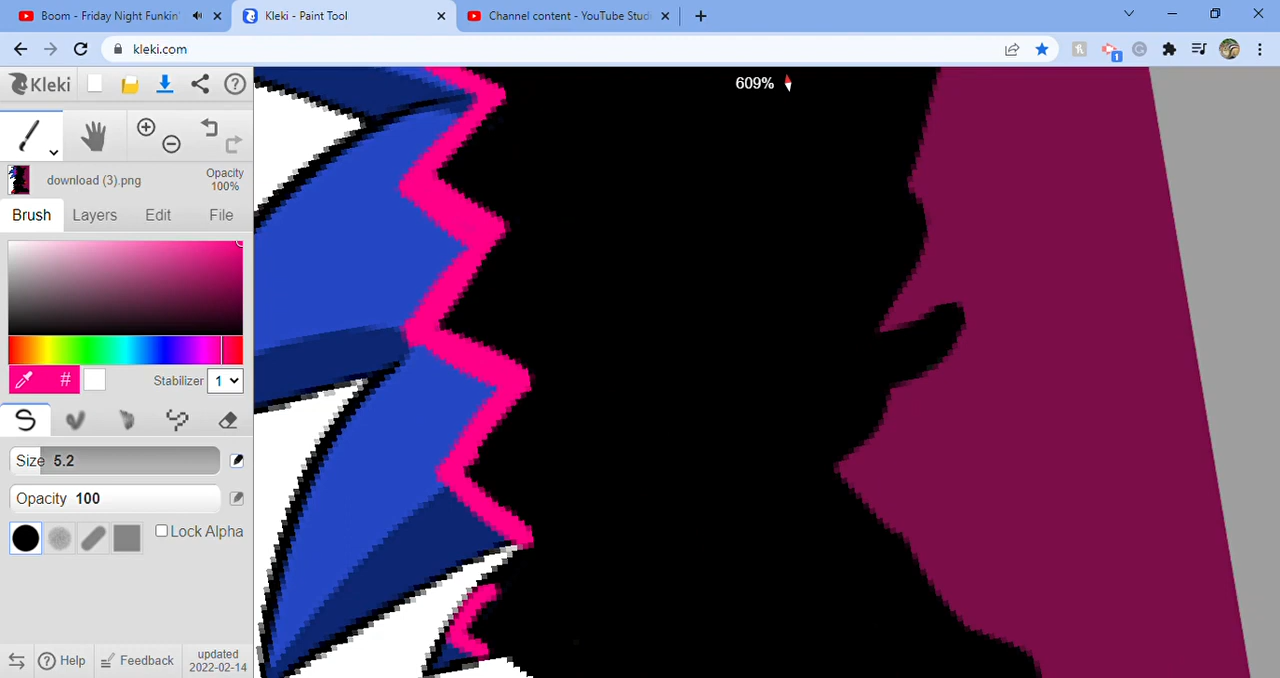 Boom - Friday Night Funkin'
Kleki - Paint Tool
Channel content - YouTube Studi
kleki.com
1
Kleki
609%
download (3).png
Opacity
100%
Brush Layers Edit File
# Stabilizer 1
Size 5.2
Opacity 100
Lock Alpha
Help Feedback updated
2022-02-14